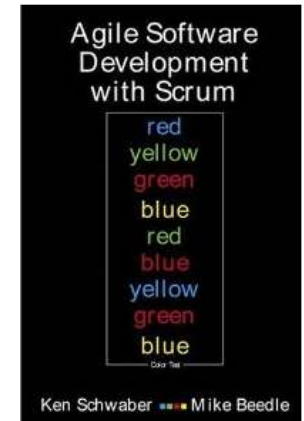 Agile Software
Development
with Scrum
red
yellow
green
blue
red
blue
yellow
green
blue
Color Test
Ken Schwaber Mike Beedle